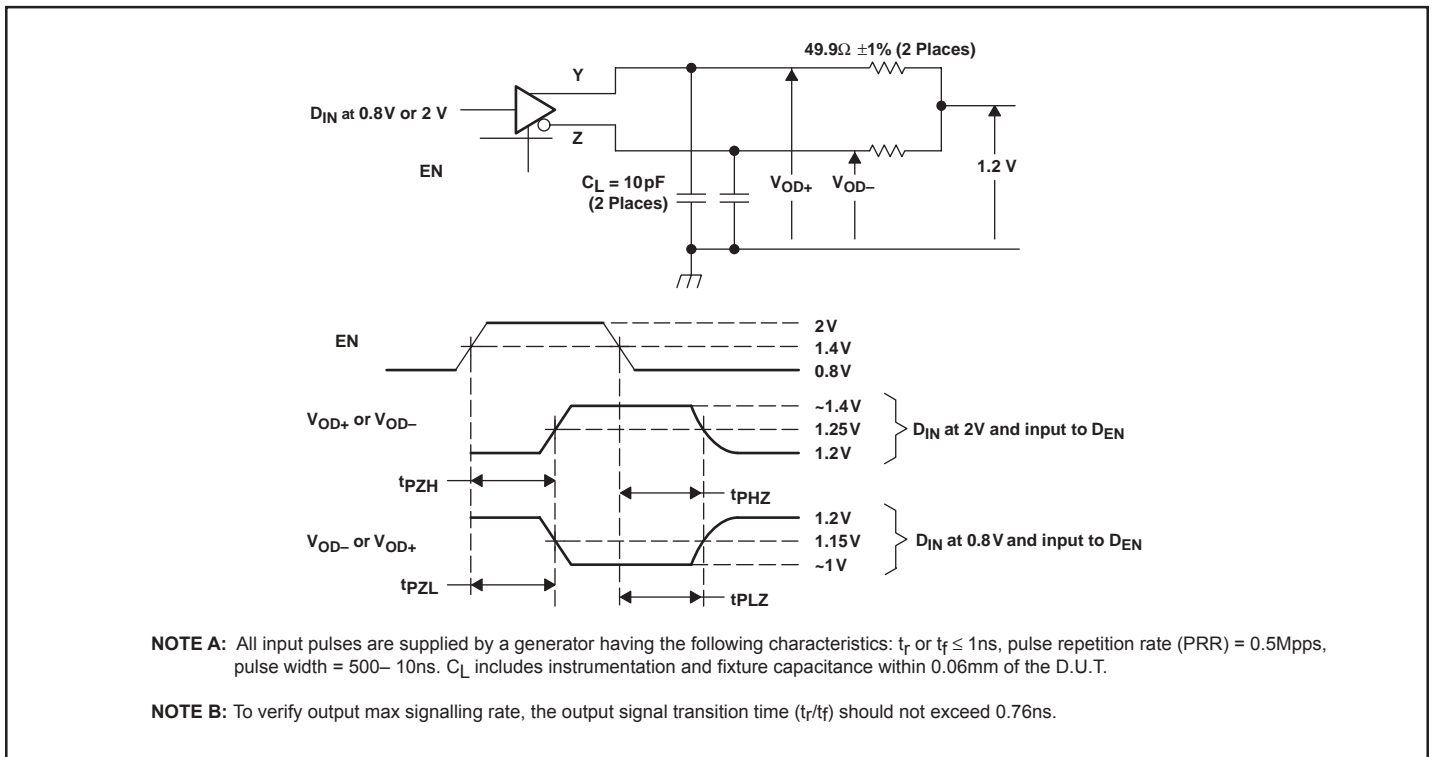 49.9Ω ±1% (2 Places)
Y
DIN at 0.8V or 2 V
Z
EN
CL = 10pF
(2 Places)
VOD+
VOD–
1.2 V
EN
2V
1.4V
0.8V
VOD+ or VOD–
~1.4V
1.25V
1.2V
DIN at 2V and input to DEN
tPZH
tPHZ
VOD– or VOD+
1.2V
1.15V
~1V
DIN at 0.8V and input to DEN
tPZL
tPLZ
NOTE A: All input pulses are supplied by a generator having the following characteristics: tr or tf ≤ 1ns, pulse repetition rate (PRR) = 0.5Mpps,
pulse width = 500– 10ns. CL includes instrumentation and fixture capacitance within 0.06mm of the D.U.T.
NOTE B: To verify output max signalling rate, the output signal transition time (tr/tf) should not exceed 0.76ns.